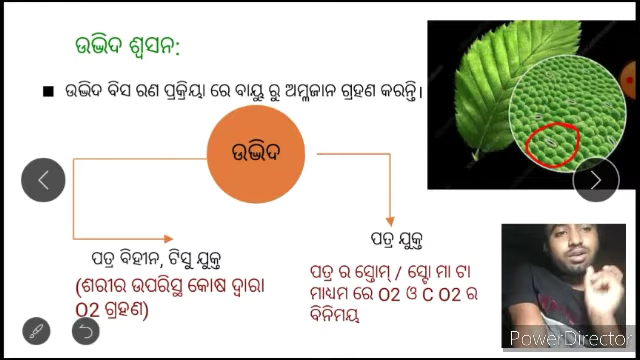 ଉଦ୍ଭିଦ ଶ୍ୱସନ:
■ ଉଦ୍ଭିଦ ବିସ ରଣ ପ୍ରକ୍ରିୟା ରେ ବାୟୁ ରୁ ଅମ୍ଳଜାନ ଗ୍ରହଣ କରନ୍ତି।
ଉଦ୍ଭିଦ
ପତ୍ର ବିହୀନ, ଟିସୁ ଯୁକ୍ତ
(ଶରୀର ଉପରିସ୍ଥ କୋଷ ଦ୍ୱାରା
O2 ଗ୍ରହଣ)
ପତ୍ର ଯୁକ୍ତ
ପତ୍ର ର ସ୍ତୋମ୍ / ସ୍ଟୋ ମା ଟା
ମାଧ୍ୟମ ରେ O2 ଓ C O2 ର
ବିନିମୟ
PowerDirector